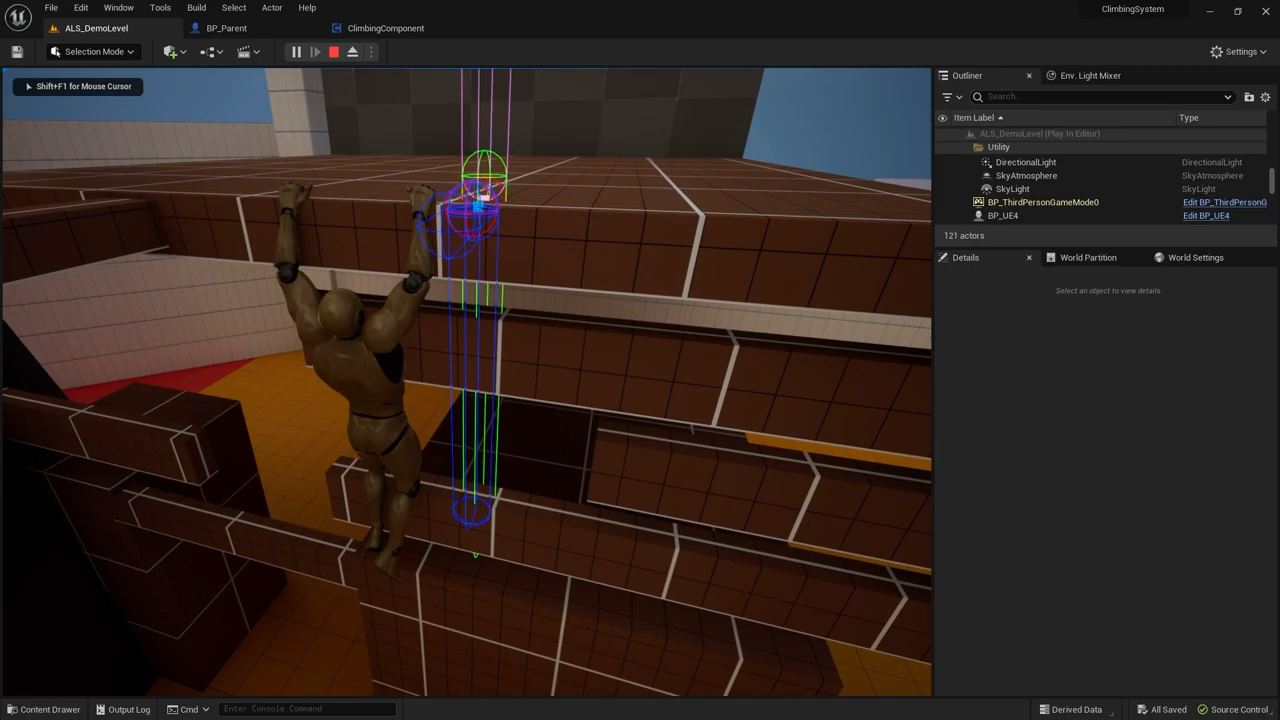 File Edit Window Tools Build Select Actor Help
ClimbingSystem
ALS_DemoLevel
BP_Parent
ClimbingComponent
Selection Mode
Settings
Shift+F1 for Mouse Cursor
Outliner
Env. Light Mixer
Search...
Item Label
Type
ALS_DemoLevel (Play In Editor)
Utility
DirectionalLight DirectionalLight
SkyAtmosphere SkyAtmosphere
SkyLight SkyLight
BP_ThirdPersonGameMode0 Edit BP_ThirdPersonG
BP_UE4 Edit BP_UE4
121 actors
Details
World Partition
World Settings
Select an object to view details.
Content Drawer
Output Log
Cmd
Enter Console Command
Derived Data
All Saved
Source Control